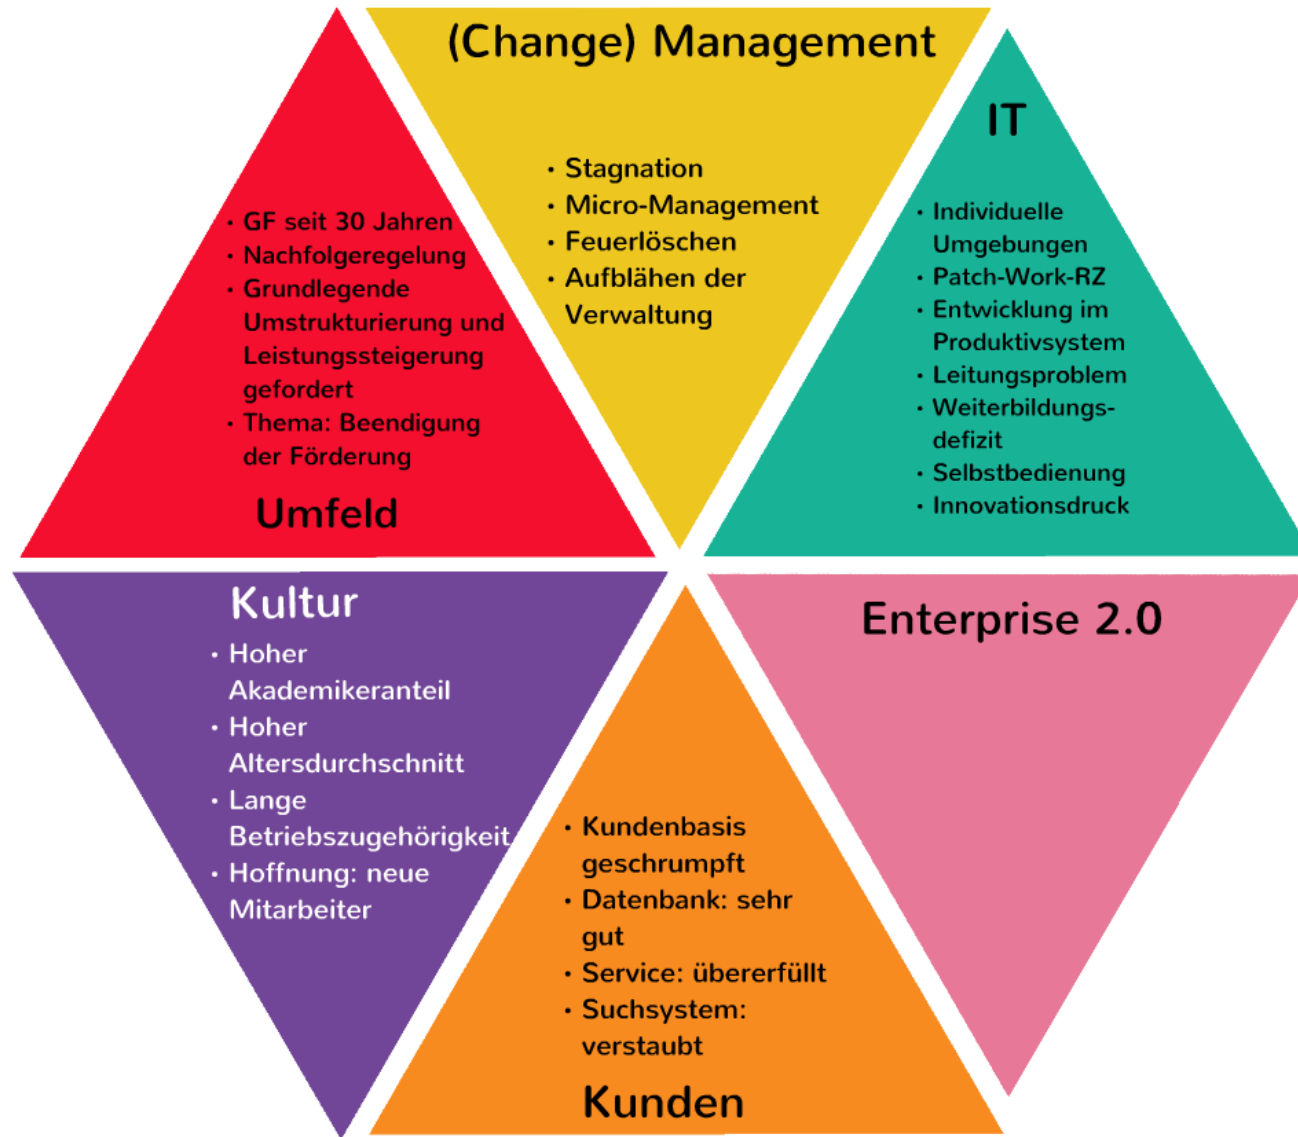 (Change) Management
• Stagnation
• Micro-Management
• Feuerlöschen
• Aufblähen der
Verwaltung
IT
• Individuelle
Umgebungen
• Patch-Work-RZ
• Entwicklung im
Produktivsystem
• Leitungsproblem
• Weiterbildungs-
defizit
• Selbstbedienung
• Innovationsdruck
• GF seit 30 Jahren
• Nachfolgeregelung
• Grundlegende
Umstrukturierung und
Leistungssteigerung
gefordert
• Thema: Beendigung
der Förderung
Umfeld
Kultur
• Hoher
Akademikeranteil
• Hoher
Altersdurchschnitt
• Lange
Betriebszugehörigkeit
• Hoffnung: neue
Mitarbeiter
• Kundenbasis
geschrumpft
• Datenbank: sehr
gut
• Service: übererfüllt
• Suchsystem:
verstaubt
Kunden
Enterprise 2.0